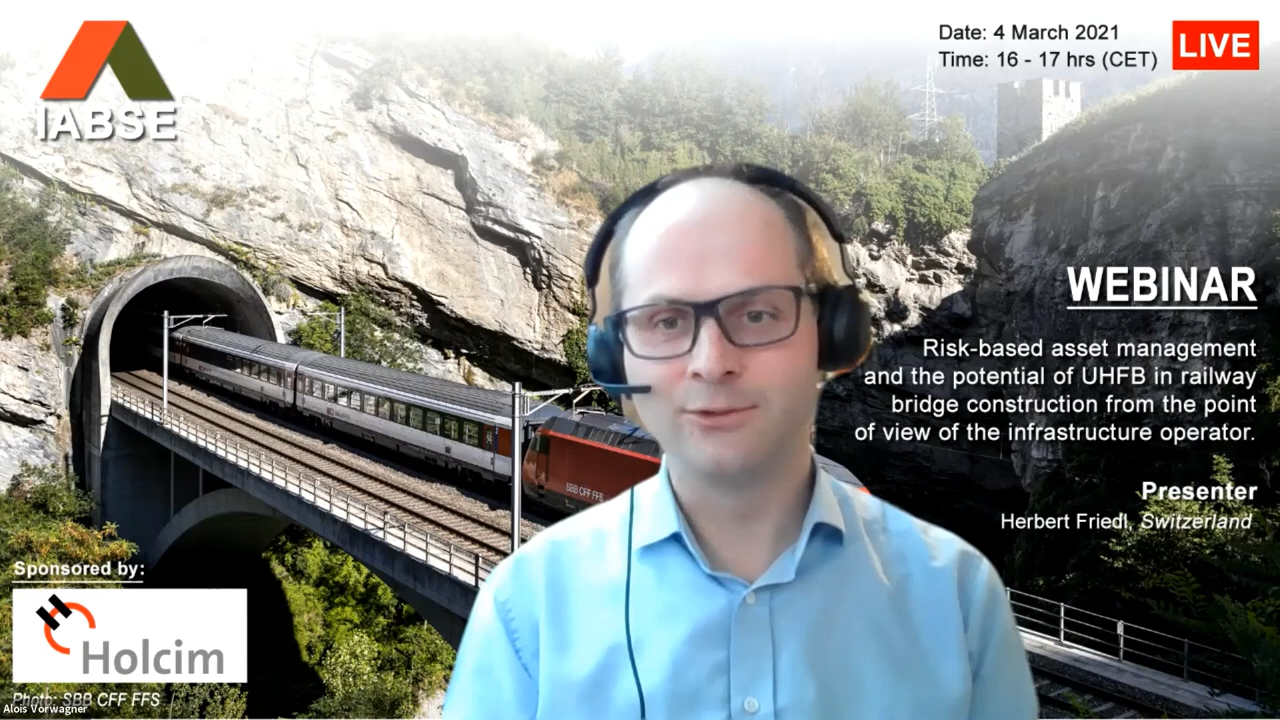 IABSE
Date: 4 March 2021
Time: 16 - 17 hrs (CET)
LIVE
WEBINAR
Risk-based asset management
and the potential of UHFB in railway
bridge construction from the point
of view of the infrastructure operator.
Presenter
Herbert Friedl, Switzerland
SBB CFF FFS
Sponsored by:
Holcim
Photo: SBB CFF FFS
Alois Vorwagner